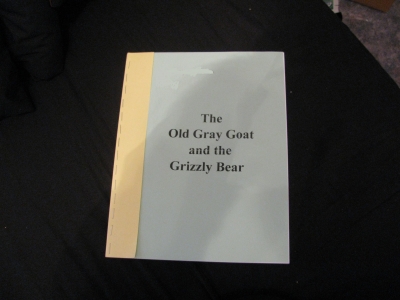 The
Old Gray Goat
and the
Grizzly Bear